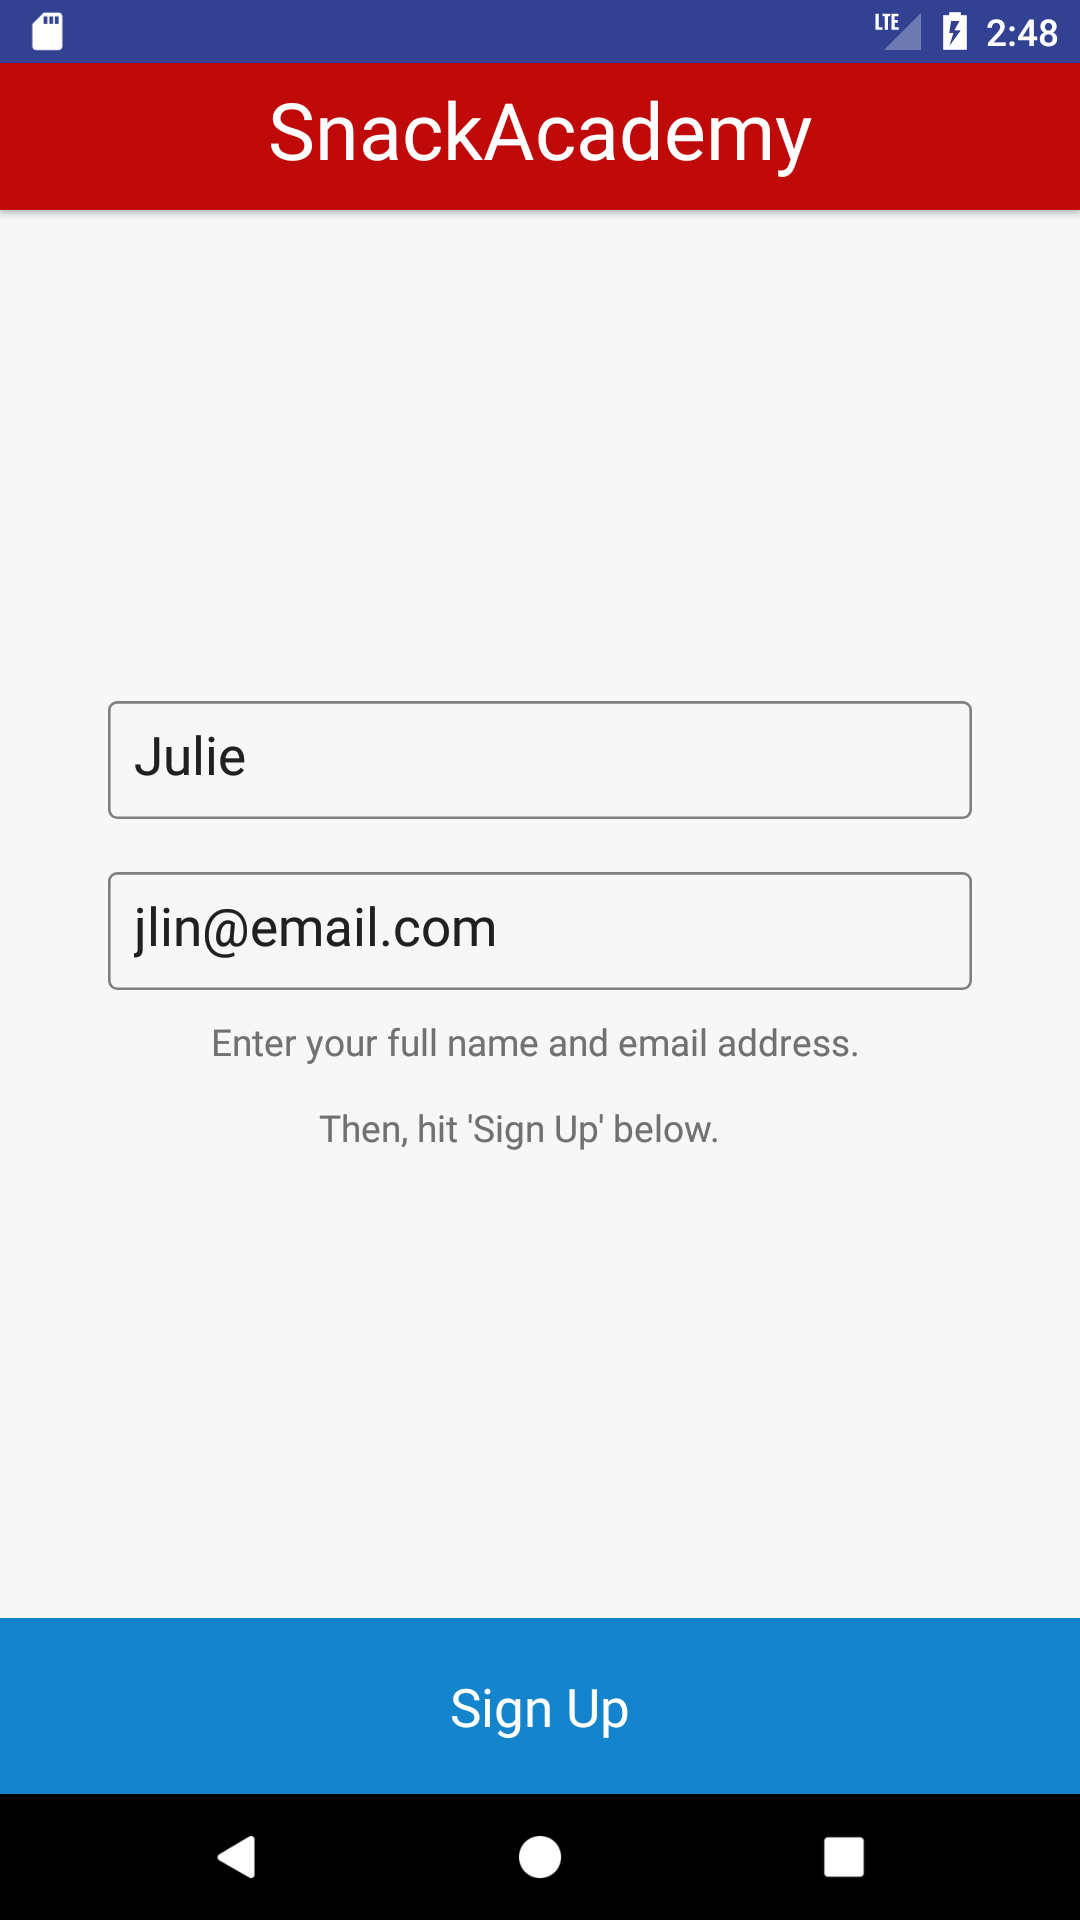 LTE 2:48
SnackAcademy
Julie
jlin@email.com
Enter your full name and email address.
Then, hit 'Sign Up' below.
Sign Up